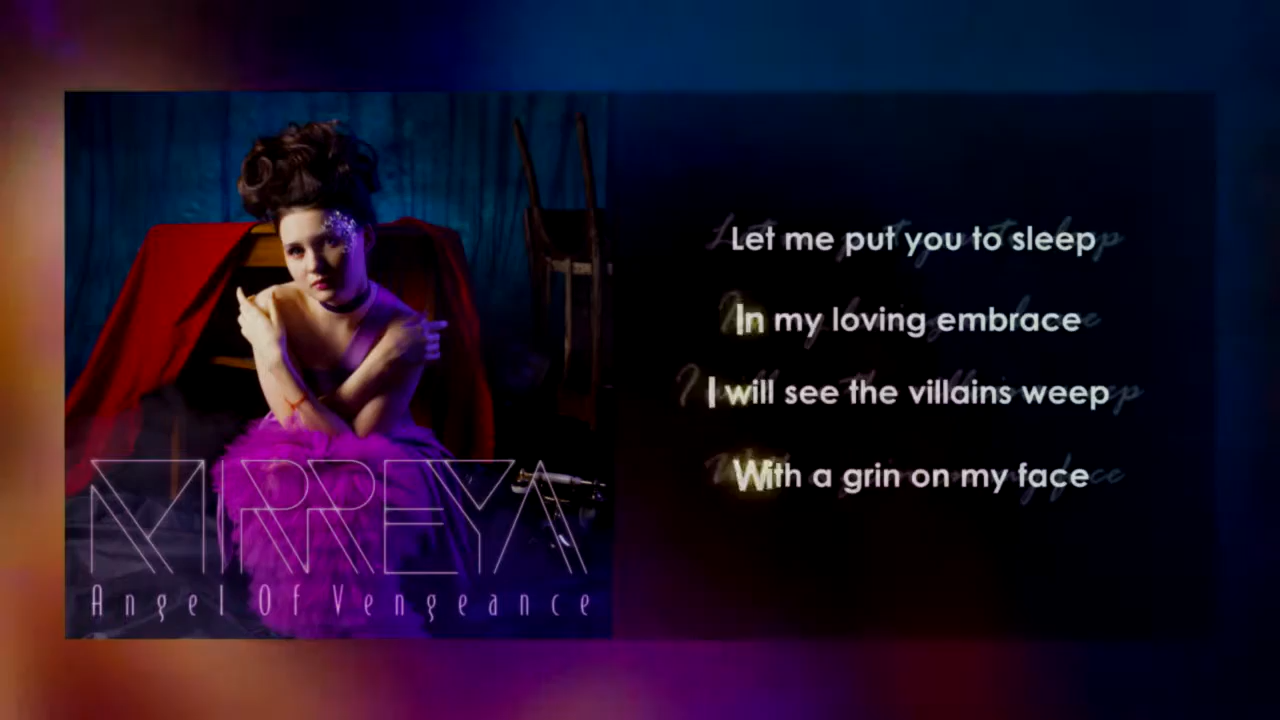 MIRREYA
Angel Of Vengeance
Let me put you to sleep
In my loving embrace
I will see the villains weep
With a grin on my face